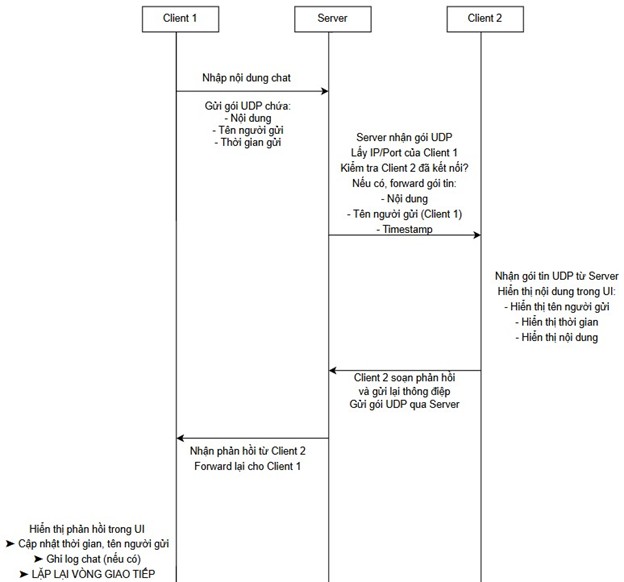 Client 1
Server
Client 2
Nhập nội dung chat
Gửi gói UDP chứa:
- Nội dung
- Tên người gửi
- Thời gian gửi
Server nhận gói UDP
Lấy IP/Port của Client 1
Kiểm tra Client 2 đã kết nối?
Nếu có, forward gói tin:
- Nội dung
- Tên người gửi (Client 1)
- Timestamp
Nhận gói tin UDP từ Server
Hiển thị nội dung trong UI:
- Hiển thị tên người gửi
- Hiển thị thời gian
- Hiển thị nội dung
Client 2 soạn phản hồi
và gửi lại thông điệp
Gửi gói UDP qua Server
Nhận phản hồi từ Client 2
Forward lại cho Client 1
Hiển thị phản hồi trong UI
➤ Cập nhật thời gian, tên người gửi
➤ Ghi log chat (nếu có)
➤ LẶP LẠI VÒNG GIAO TIẾP